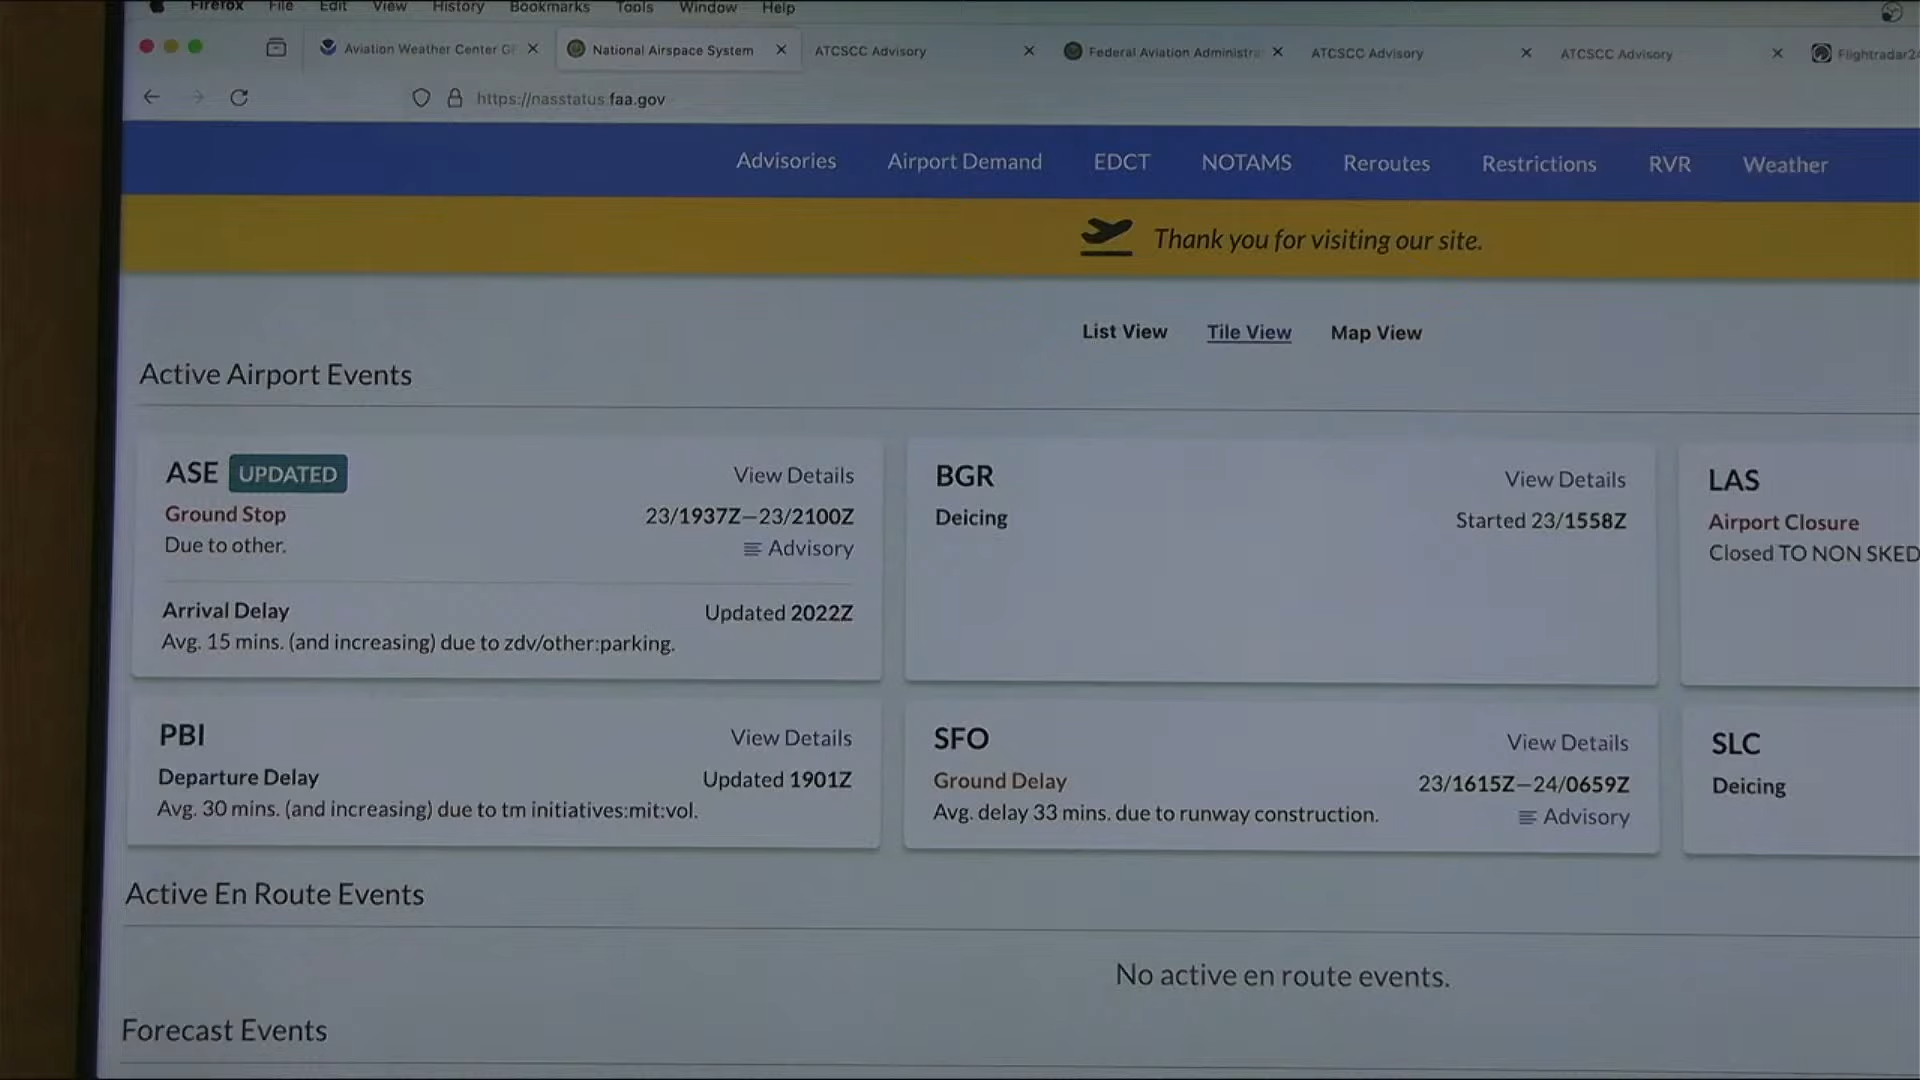 Firefox File Edit View History Bookmarks Tools Window Help
Aviation Weather Center National Airspace System ATCSCC Advisory Federal Aviation Administra ATCSCC Advisory ATCSCC Advisory Flightradar24
https://nasstatus.faa.gov
Advisories Airport Demand EDCT NOTAMS Reroutes Restrictions RVR Weather
Thank you for visiting our site.
List View Tile View Map View
Active Airport Events
ASE UPDATED View Details
Ground Stop 23/1937Z—23/2100Z
Due to other. Advisory
Arrival Delay Updated 2022Z
Avg. 15 mins. (and increasing) due to zdv/other:parking.
BGR View Details
Deicing Started 23/1558Z
LAS
Airport Closure
Closed TO NON SKED
PBI View Details
Departure Delay Updated 1901Z
Avg. 30 mins. (and increasing) due to tm initiatives:mit:vol.
SFO View Details
Ground Delay 23/1615Z—24/0659Z
Avg. delay 33 mins. due to runway construction. Advisory
SLC
Deicing
Active En Route Events
No active en route events.
Forecast Events